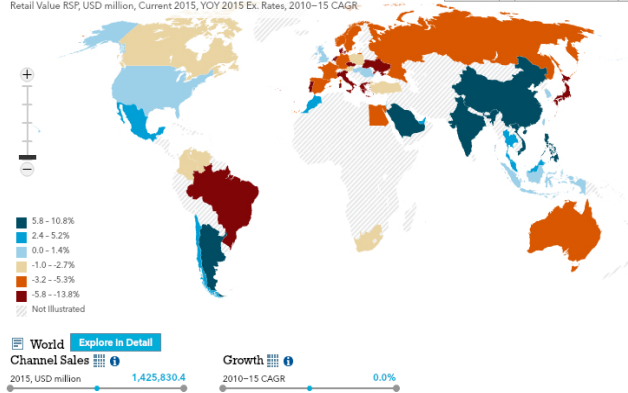 Retail Value RSP, USD million, Current 2015, YOY 2015 Ex. Rates, 2010–15 CAGR
5.8 - 10.8%
2.4 - 5.2%
0.0 - 1.4%
-1.0 - -2.7%
-3.2 - -5.3%
-5.8 - -13.8%
Not Illustrated
World Explore in Detail
Channel Sales
Growth
2015, USD million 1,425,830.4
2010–15 CAGR 0.0%